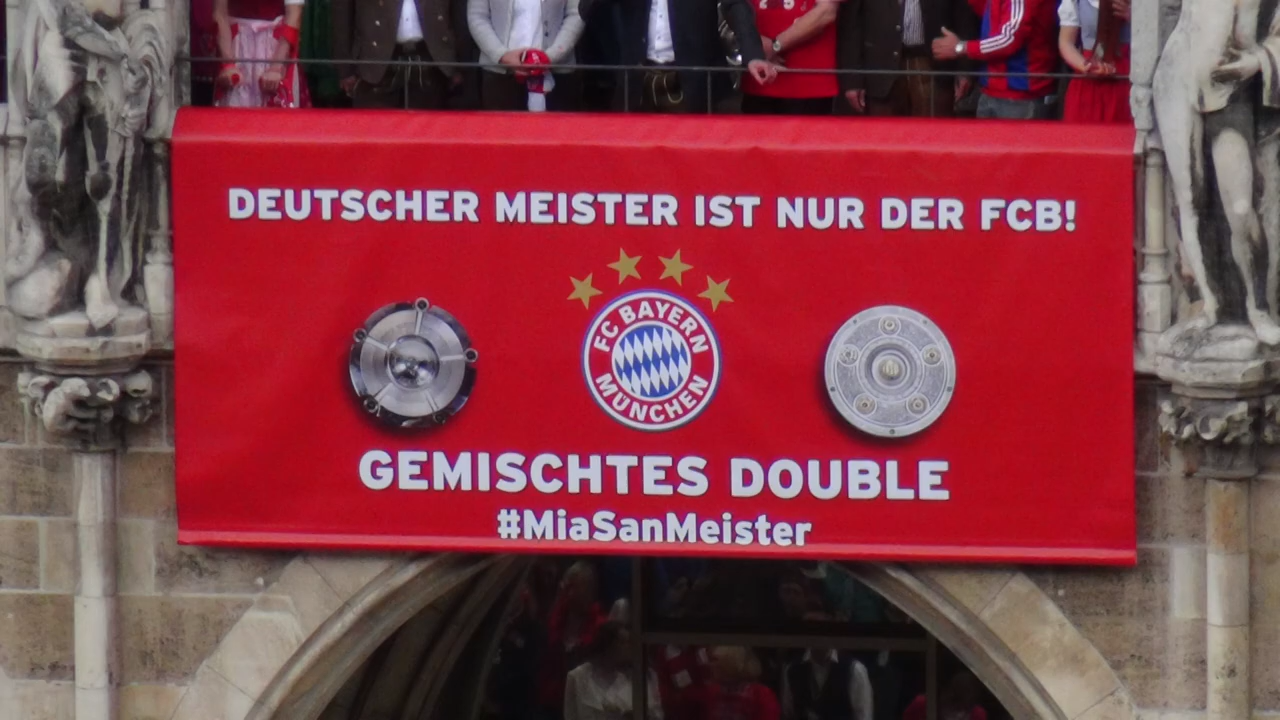 DEUTSCHER MEISTER IST NUR DER FCB!
FC BAYERN
MÜNCHEN
GEMISCHTES DOUBLE
#MiaSanMeister